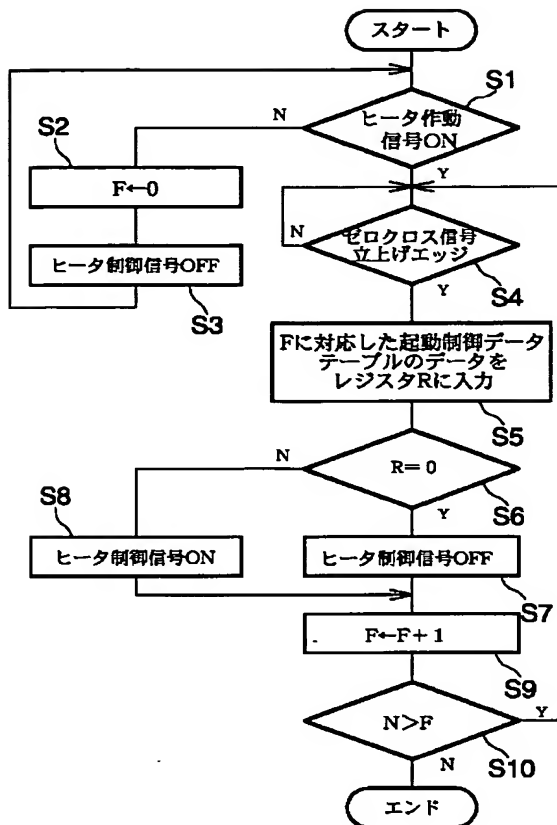 スタート
S1
ヒータ作動
信号ON
N
Y
S2
F←0
ヒータ制御信号OFF
S3
N
ゼロクロス信号
立上げエッジ
S4
Y
Fに対応した起動制御データ
テーブルのデータを
レジスタRに入力
S5
N
R=0
S6
Y
S8
ヒータ制御信号ON
ヒータ制御信号OFF
S7
F←F+1
S9
N>F
Y
S10
N
エンド